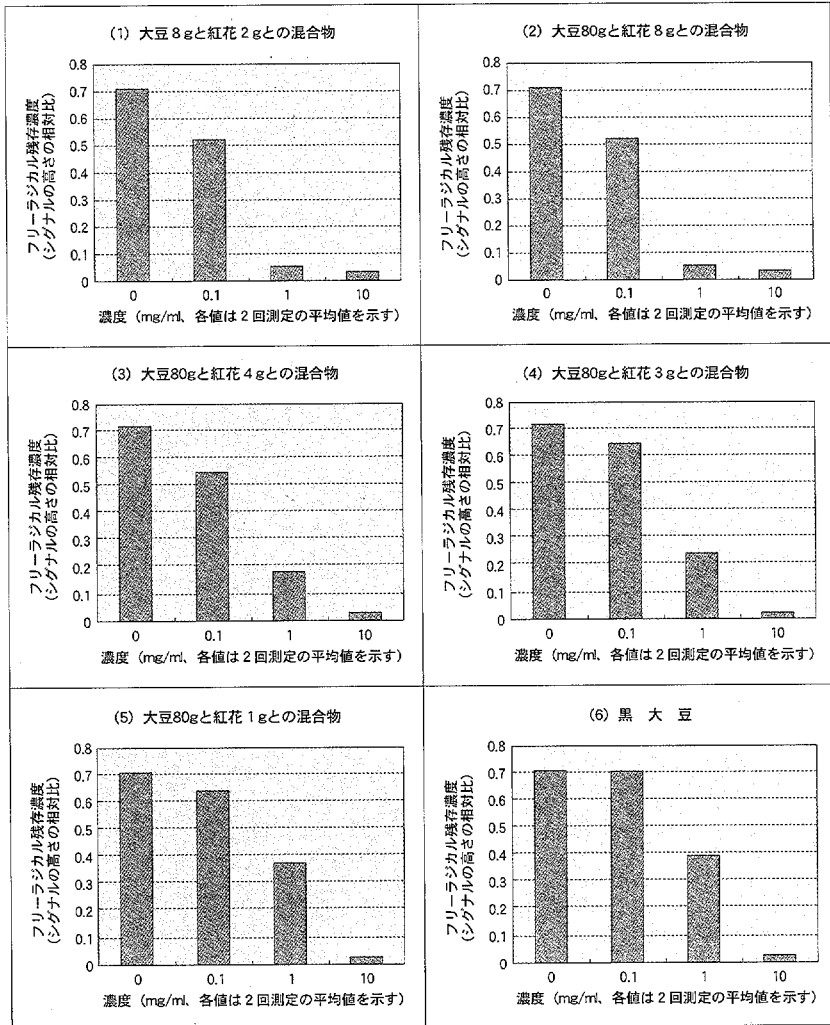 (1) 大豆8gと紅花2gとの混合物
フリーラジカル残存濃度
(シグナルの高さの相対比)
0.8
0.7
0.6
0.5
0.4
0.3
0.2
0.1
0
0 0.1 1 10
濃度 (mg/ml、各値は2回測定の平均値を示す)
(2) 大豆80gと紅花8gとの混合物
フリーラジカル残存濃度
(シグナルの高さの相対比)
0.8
0.7
0.6
0.5
0.4
0.3
0.2
0.1
0
0 0.1 1 10
濃度 (mg/ml、各値は2回測定の平均値を示す)
(3) 大豆80gと紅花4gとの混合物
フリーラジカル残存濃度
(シグナルの高さの相対比)
0.8
0.7
0.6
0.5
0.4
0.3
0.2
0.1
0
0 0.1 1 10
濃度 (mg/ml、各値は2回測定の平均値を示す)
(4) 大豆80gと紅花3gとの混合物
フリーラジカル残存濃度
(シグナルの高さの相対比)
0.8
0.7
0.6
0.5
0.4
0.3
0.2
0.1
0
0 0.1 1 10
濃度 (mg/ml、各値は2回測定の平均値を示す)
(5) 大豆80gと紅花1gとの混合物
フリーラジカル残存濃度
(シグナルの高さの相対比)
0.8
0.7
0.6
0.5
0.4
0.3
0.2
0.1
0
0 0.1 1 10
濃度 (mg/ml、各値は2回測定の平均値を示す)
(6) 黒 大 豆
フリーラジカル残存濃度
(シグナルの高さの相対比)
0.8
0.7
0.6
0.5
0.4
0.3
0.2
0.1
0
0 0.1 1 10
濃度 (mg/ml、各値は2回測定の平均値を示す)